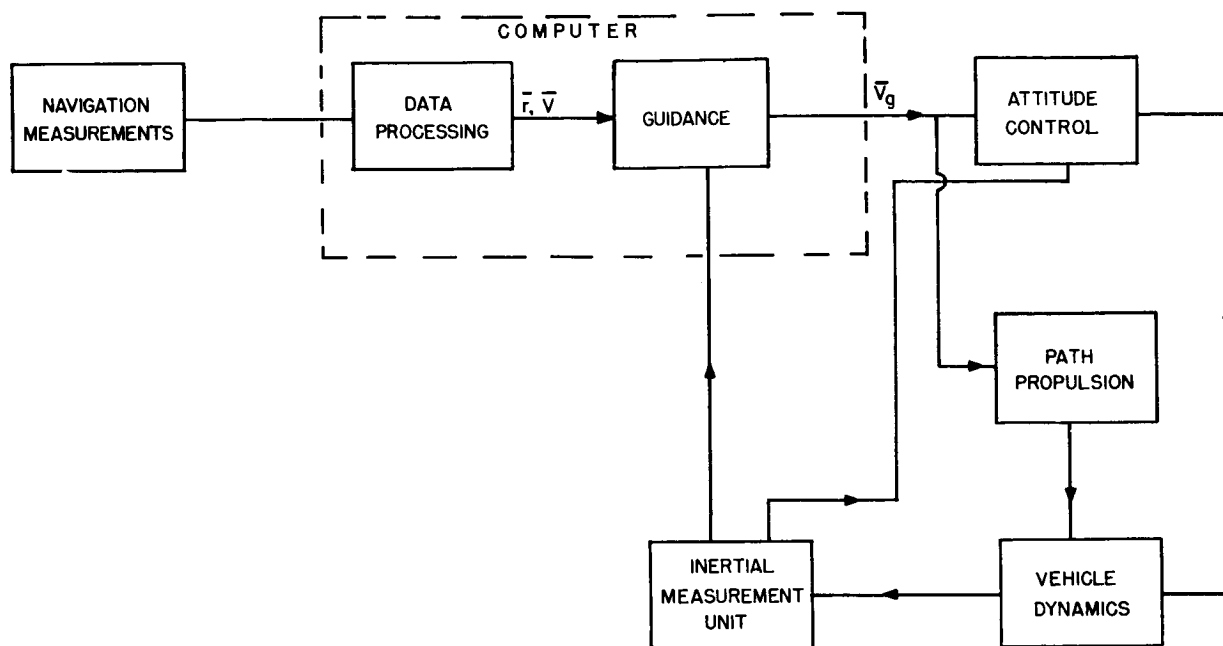 COMPUTER
NAVIGATION
MEASUREMENTS
DATA
PROCESSING
r̄, V̄
GUIDANCE
V̄g
ATTITUDE
CONTROL
PATH
PROPULSION
INERTIAL
MEASUREMENT
UNIT
VEHICLE
DYNAMICS